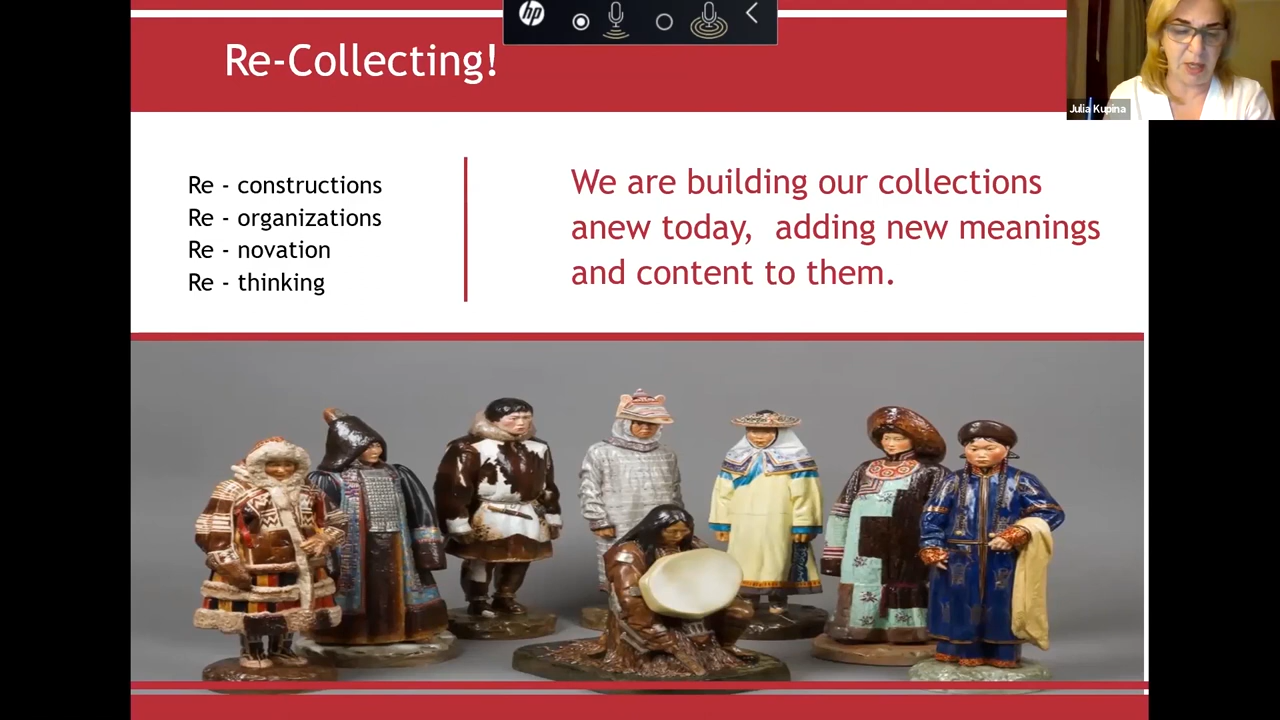 hp
Re-Collecting!
Julia Kupina
Re - constructions
Re - organizations
Re - novation
Re - thinking
We are building our collections
anew today,  adding new meanings
and content to them.